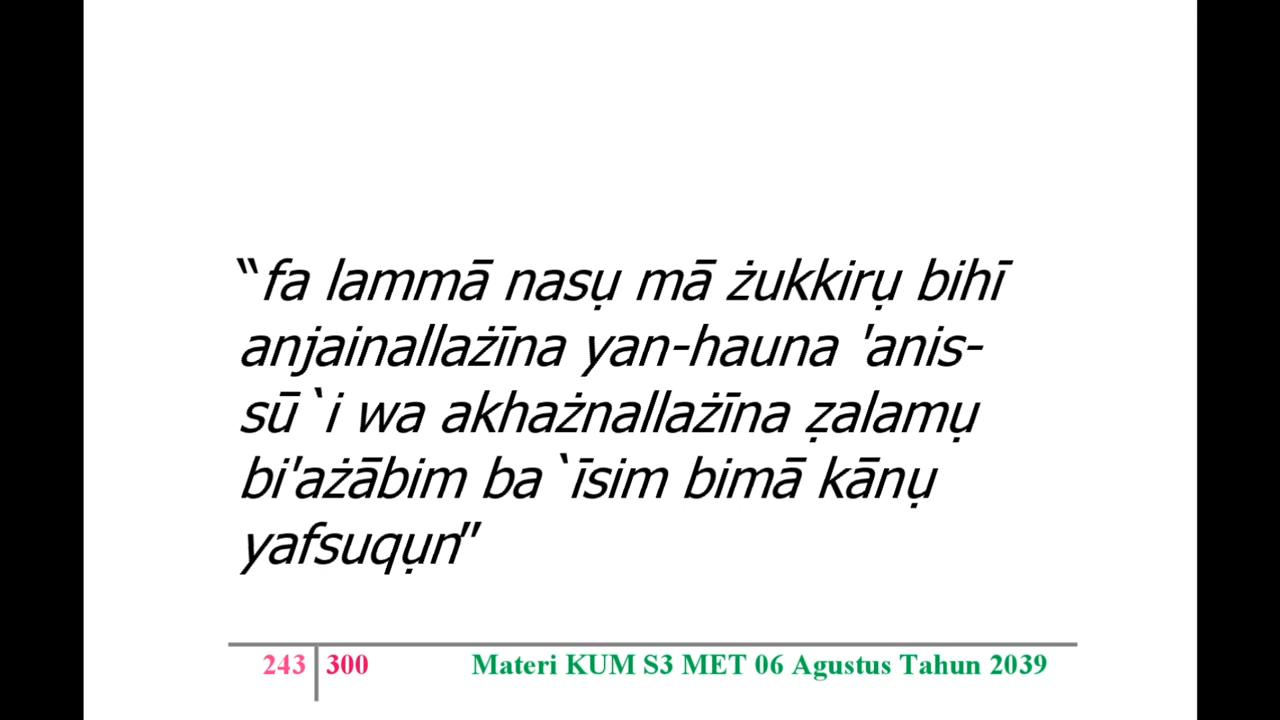 “fa lammā nasụ mā żukkirụ bihī
anjainallażīna yan-hauna 'anis-
sū`i wa akhażnallażīna ẓalamụ
bi'ażābim ba`īsim bimā kānụ
yafsuqụn”
243 300 Materi KUM S3 MET 06 Agustus Tahun 2039